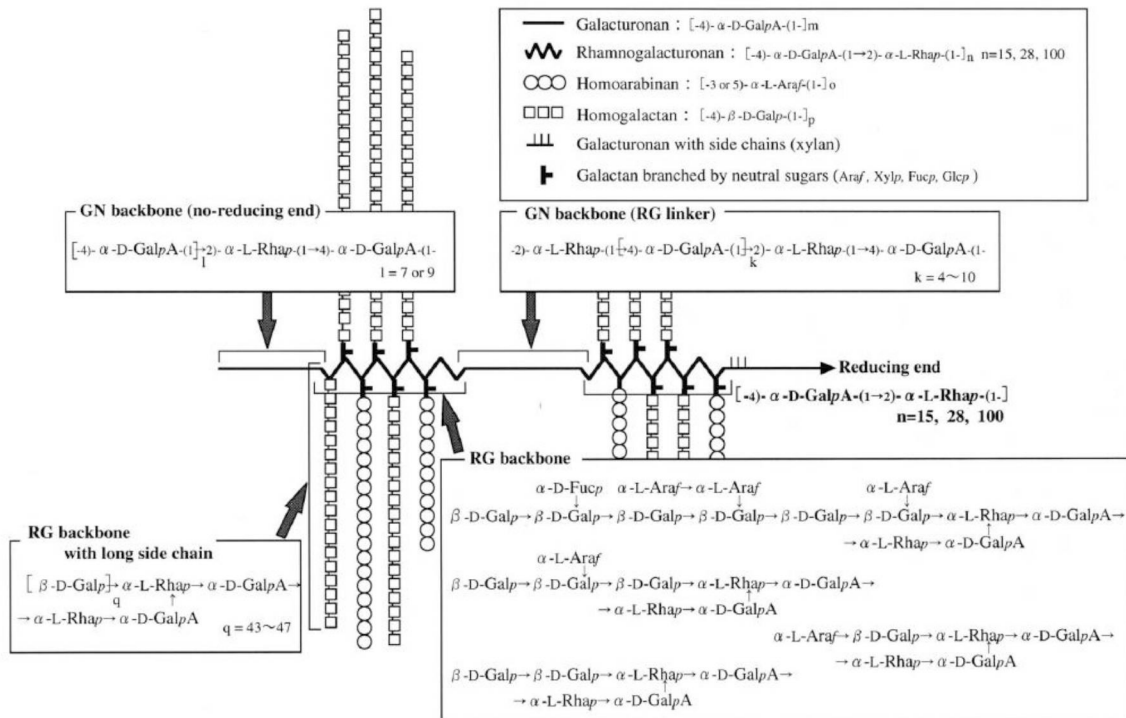 Galacturonan : [-4)- α-D-GalpA-(1-]m
Rhamnogalacturonan : [-4)-α-D-GalpA-(1→2)-α-L-Rhap-(1-]n n=15, 28, 100
Homoarabinan : [-3 or 5)-α-L-Araf-(1-]o
Homogalactan : [-4)-β-D-Galp-(1-]p
Galacturonan with side chains (xylan)
Galactan branched by neutral sugars (Araf, Xylp, Fucp, Glcp)
GN backbone (no-reducing end)
[-4)-α-D-GalpA-(1]→2)-α-L-Rhap-(1→4)-α-D-GalpA-(1-
l
l = 7 or 9
GN backbone (RG linker)
-2)-α-L-Rhap-(1[→4)-α-D-GalpA-(1]→2)-α-L-Rhap-(1→4)-α-D-GalpA-(1-
k
k = 4~10
Reducing end
[-4)-α-D-GalpA-(1→2)-α-L-Rhap-(1-]
n=15, 28, 100
RG backbone
with long side chain
[β-D-Galp]→α-L-Rhap→α-D-GalpA→
q ↑
→α-L-Rhap→α-D-GalpA
q = 43~47
RG backbone
α-D-Fucp α-L-Araf→α-L-Araf α-L-Araf
↓ ↓ ↓
β-D-Galp→β-D-Galp→β-D-Galp→β-D-Galp→β-D-Galp→β-D-Galp→α-L-Rhap→α-D-GalpA→
↑
→α-L-Rhap→α-D-GalpA
α-L-Araf
↓
β-D-Galp→β-D-Galp→β-D-Galp→α-L-Rhap→α-D-GalpA→
↑
→α-L-Rhap→α-D-GalpA
α-L-Araf→β-D-Galp→α-L-Rhap→α-D-GalpA→
↑
→α-L-Rhap→α-D-GalpA
β-D-Galp→β-D-Galp→α-L-Rhap→α-D-GalpA→
↑
→α-L-Rhap→α-D-GalpA